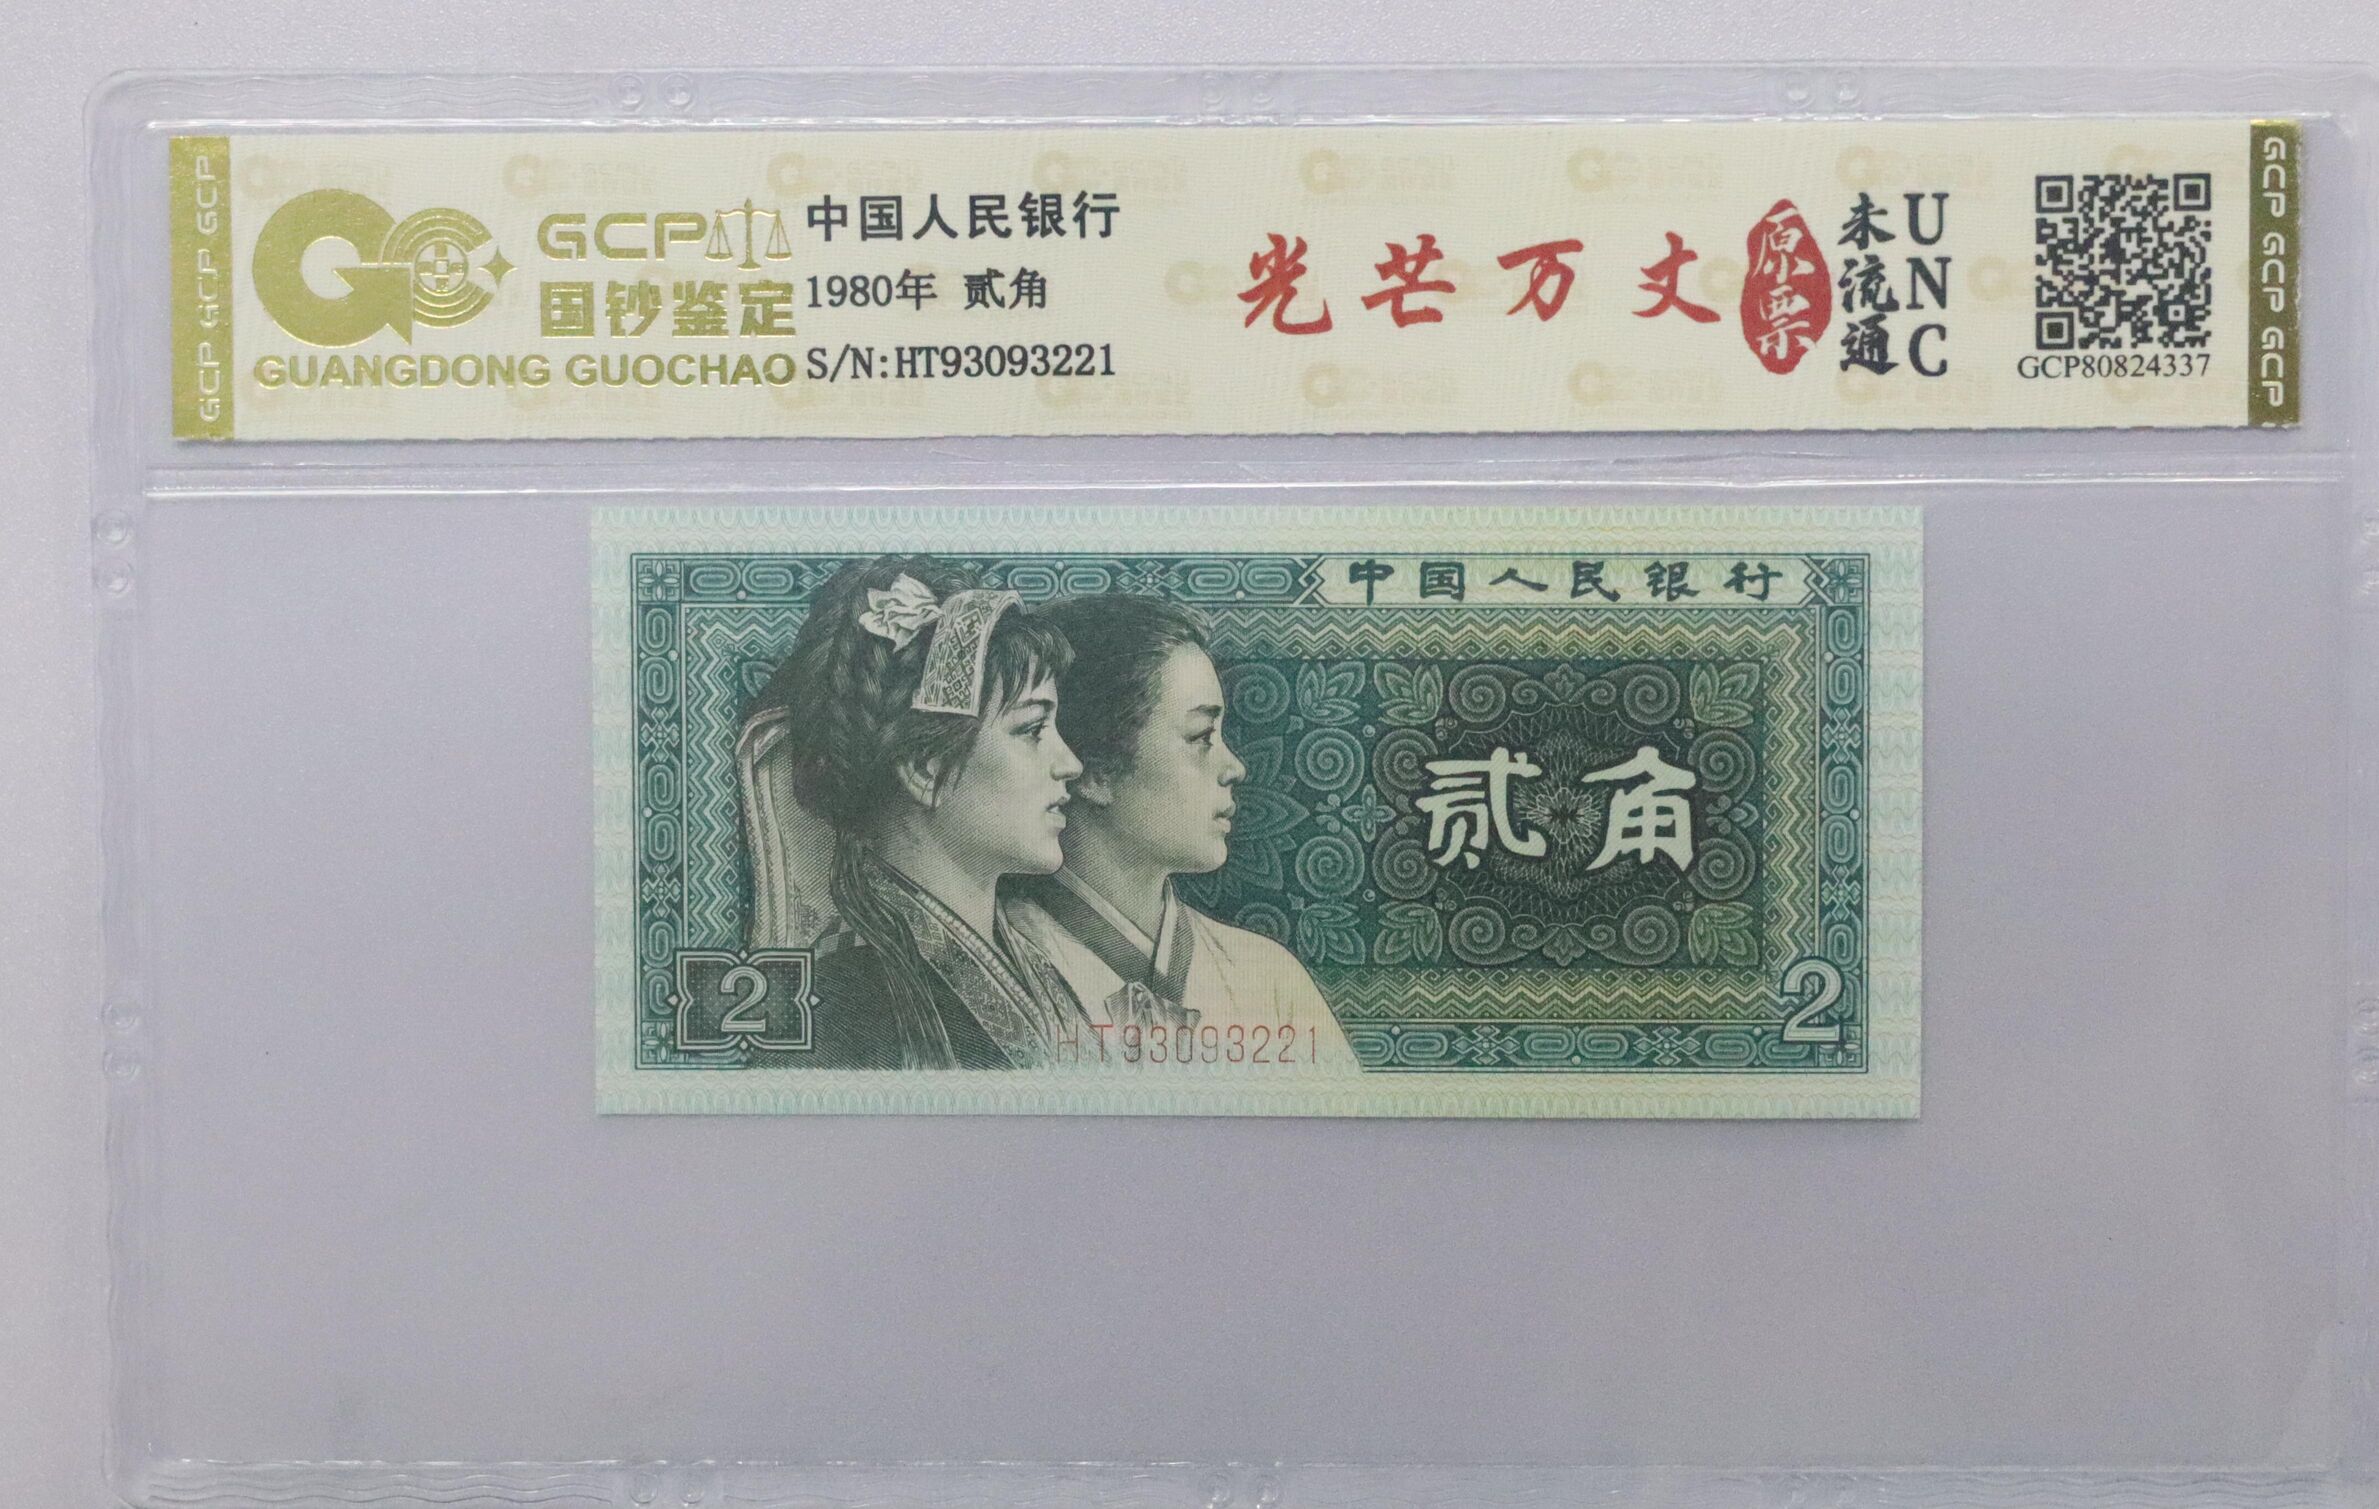 GCP GCP GCP GCP
GCP
国钞鉴定
GUANGDONG GUOCHAO
中国人民银行
1980年 贰角
S/N:HT93093221
光芒万丈
原票
未流通
UNC
GCP80824337
GCP GCP GCP GCP
中国人民银行
贰角
2
2
HT93093221